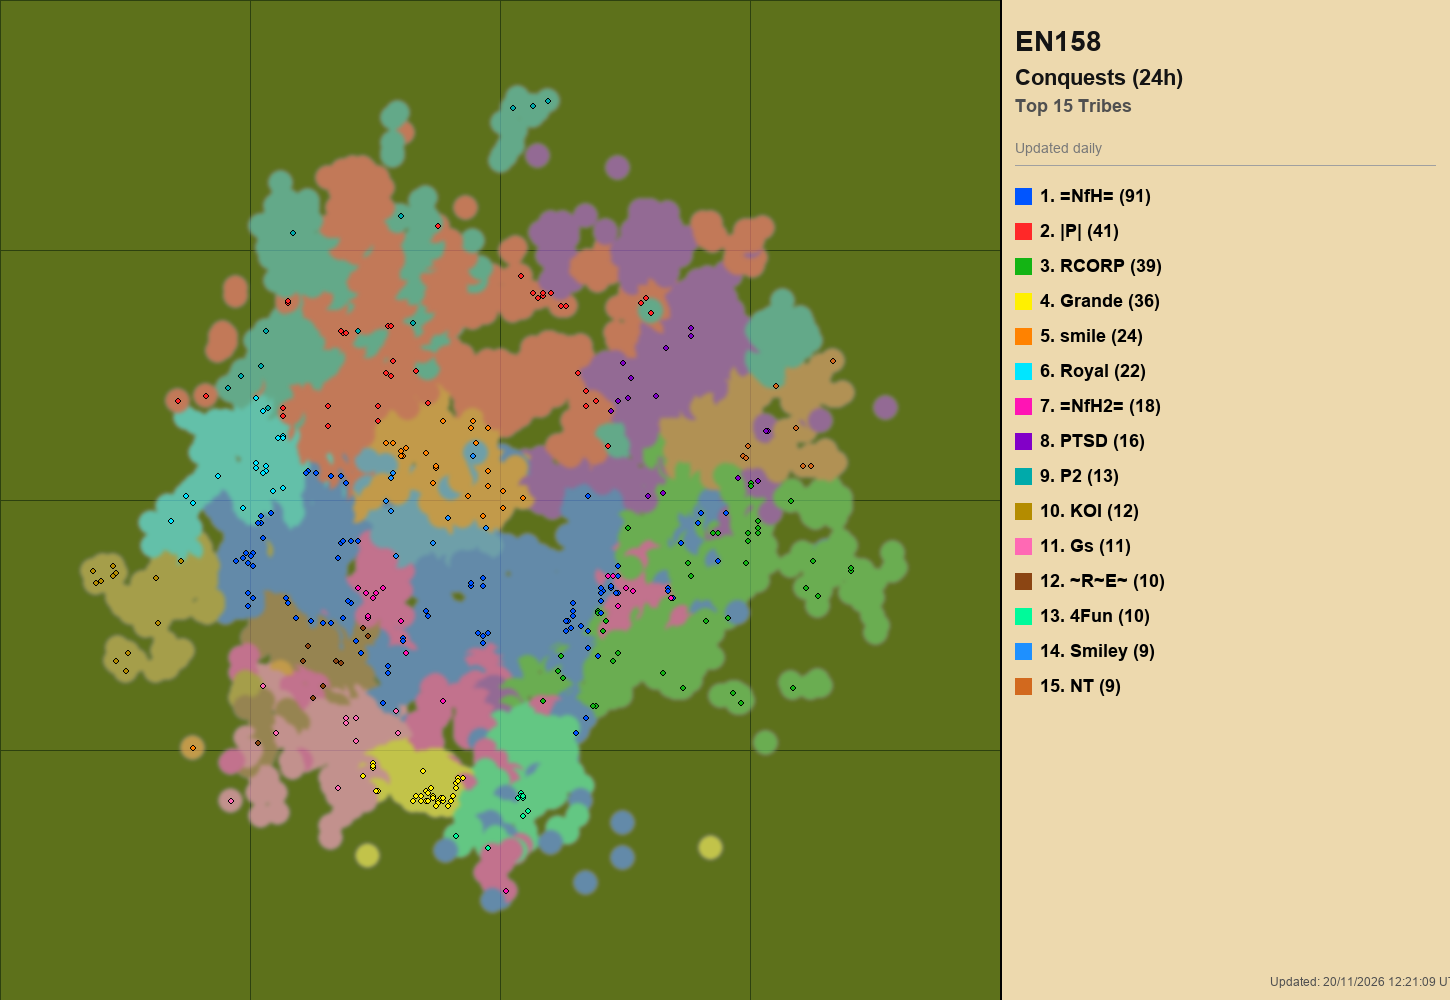 EN158
Conquests (24h)
Top 15 Tribes
Updated daily
1. =NfH= (91)
2. |P| (41)
3. RCORP (39)
4. Grande (36)
5. smile (24)
6. Royal (22)
7. =NfH2= (18)
8. PTSD (16)
9. P2 (13)
10. KOI (12)
11. Gs (11)
12. ~R~E~ (10)
13. 4Fun (10)
14. Smiley (9)
15. NT (9)
Updated: 20/11/2026 12:21:09